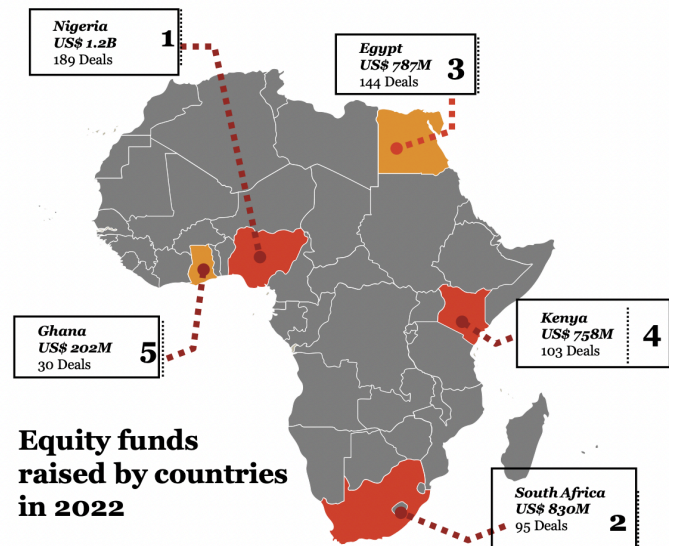 Nigeria
US$ 1.2B
189 Deals
1
Egypt
US$ 787M
144 Deals
3
Ghana
US$ 202M
30 Deals
5
Kenya
US$ 758M
103 Deals
4
Equity funds
raised by countries
in 2022
South Africa
US$ 830M
95 Deals
2